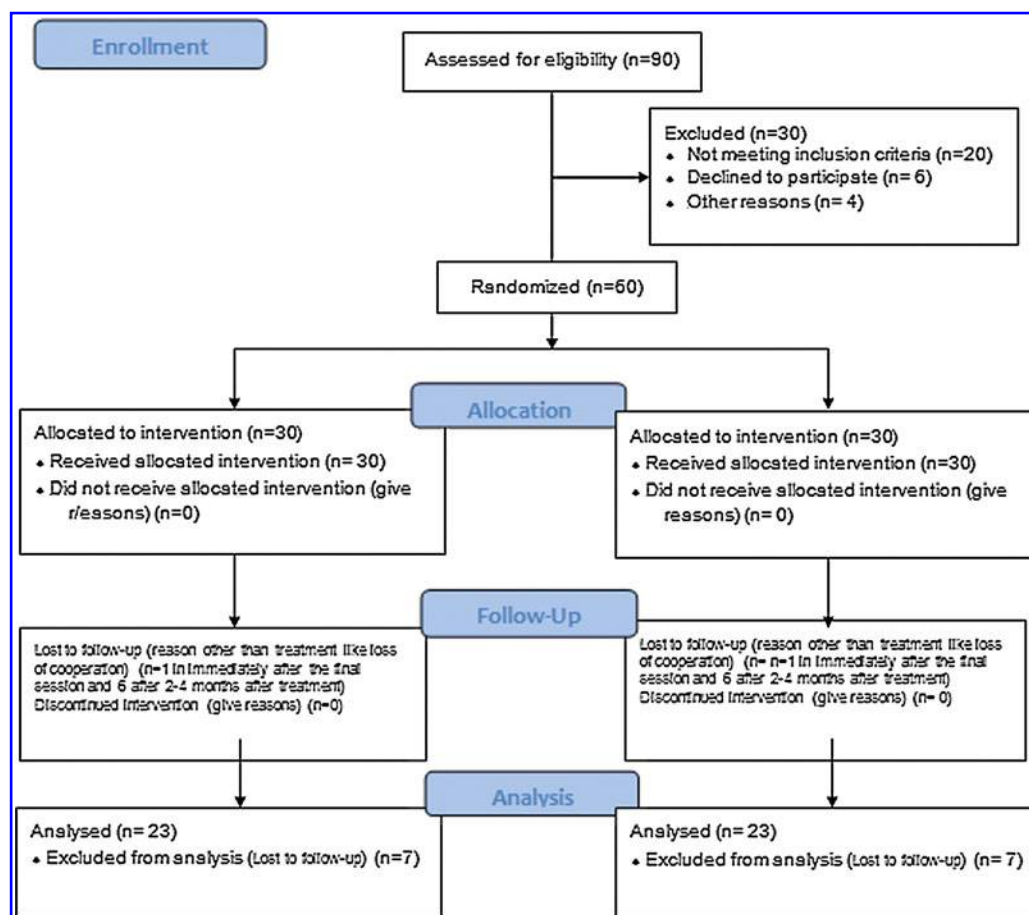 Enrollment
Assessed for eligibility (n=90)
Excluded (n=30)
♦ Not meeting inclusion criteria (n=20)
♦ Declined to participate (n= 6)
♦ Other reasons (n= 4)
Randomized (n=60)
Allocation
Allocated to intervention (n=30)
♦ Received allocated intervention (n= 30)
♦ Did not receive allocated intervention (give
r/easons) (n=0)
Allocated to intervention (n=30)
♦ Received allocated intervention (n=30)
♦ Did not receive allocated intervention (give
reasons) (n= 0)
Follow-Up
Lost to follow-up (reason other than treatment like loss
of cooperation) (n=1 in immediately after the final
session and 6 after 2-4 months after treatment)
Discontinued intervention (give reasons) (n=0)
Lost to follow-up (reason other than treatment like loss
of cooperation) (n= n=1 in immediately after the final
session and 6 after 2-4 months after treatment)
Discontinued intervention (give reasons) (n= 0)
Analysis
Analysed (n= 23)
♦ Excluded from analysis (Lost to follow-up) (n=7)
Analysed (n= 23)
♦ Excluded from analysis (Lost to follow-up) (n= 7)